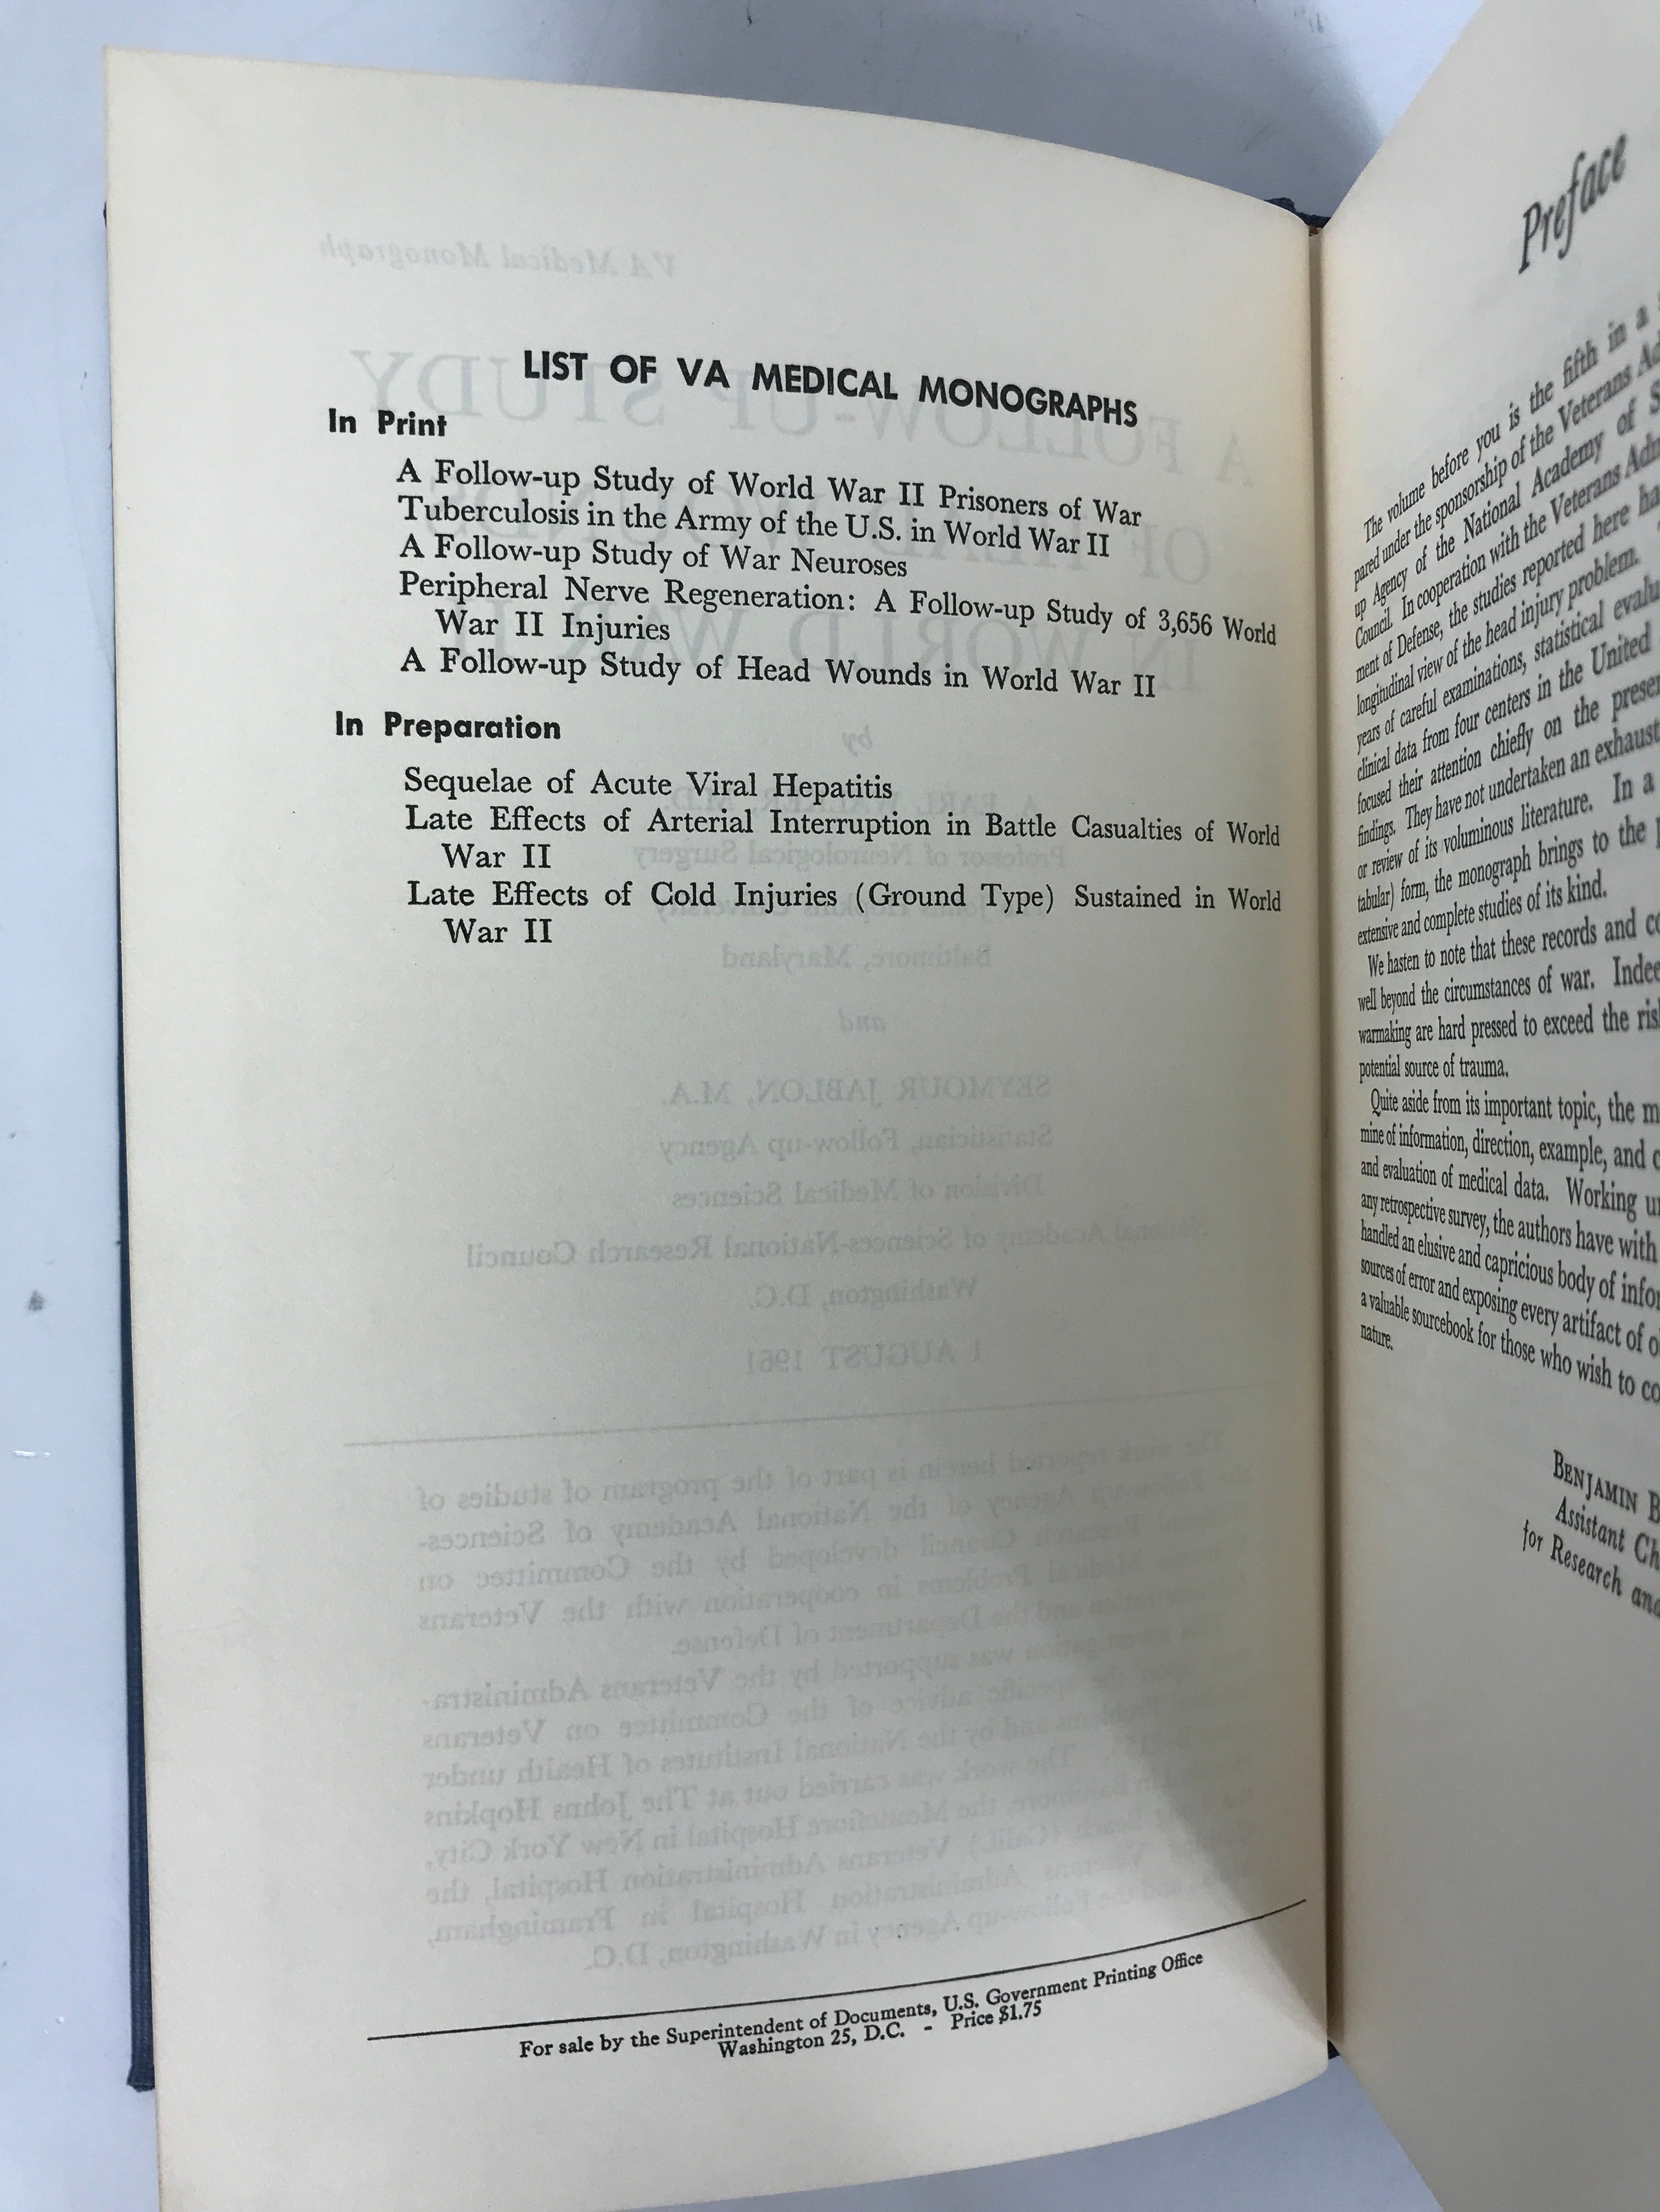 LIST OF VA MEDICAL MONOGRAPHS
In Print
A Follow-up Study of World War II Prisoners of War
Tuberculosis in the Army of the U.S. in World War II
A Follow-up Study of War Neuroses
Peripheral Nerve Regeneration: A Follow-up Study of 3,656 World
War II Injuries
A Follow-up Study of Head Wounds in World War II
In Preparation
Sequelae of Acute Viral Hepatitis
Late Effects of Arterial Interruption in Battle Casualties of World
War II
Late Effects of Cold Injuries (Ground Type) Sustained in World
War II
For sale by the Superintendent of Documents, U.S. Government Printing Office
Washington 25, D.C. - Price $1.75
Preface
The volume before you is the fifth in a
pared under the sponsorship of the Veterans
up Agency of the National Academy of
Council. In cooperation with the Veterans
ment of Defense, the studies reported here
longitudinal view of the head injury problem.
years of careful examinations, statistical
clinical data from four centers in the United
focused their attention chiefly on the
findings. They have not undertaken an
or review of its voluminous literature. In a
tabular) form, the monograph brings to the
extensive and complete studies of its kind.
We hasten to note that these records and
well beyond the circumstances of war.
warmaking are hard pressed to exceed the
potential source of trauma.
Quite aside from its important topic, the
mine of information, direction, example, and
and evaluation of medical data. Working
any retrospective survey, the authors have with
handled an elusive and capricious body of
sources of error and exposing every artifact of
a valuable sourcebook for those who wish to
nature.
BENJAMIN B
Assistant
for Research